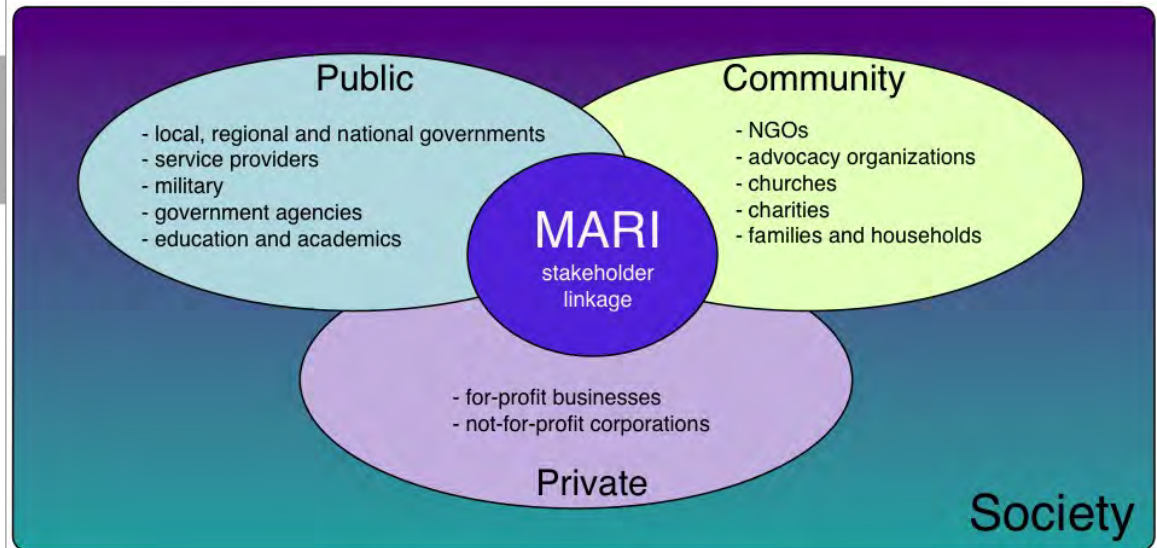 Public
- local, regional and national governments
- service providers
- military
- government agencies
- education and academics
Community
- NGOs
- advocacy organizations
- churches
- charities
- families and households
MARI
stakeholder
linkage
- for-profit businesses
- not-for-profit corporations
Private
Society